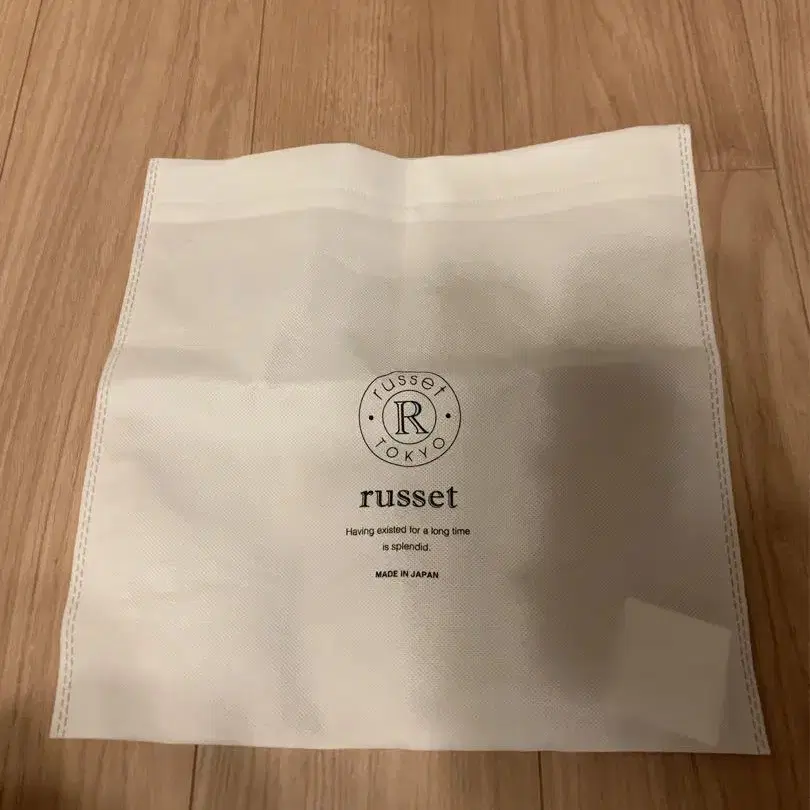 russet
R
TOKYO
russet
Having existed for a long time
is splendid.
MADE IN JAPAN